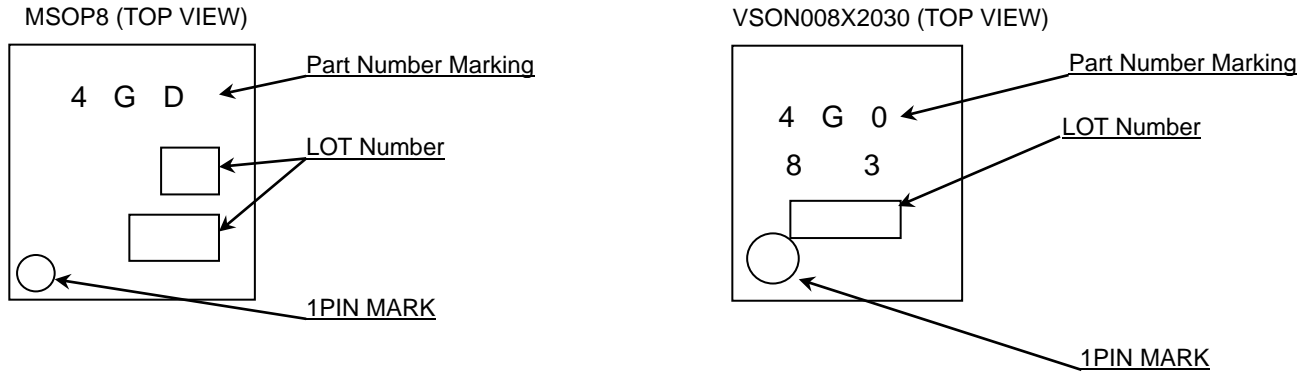 MSOP8 (TOP VIEW)
Part Number Marking
4 G D
LOT Number
1PIN MARK
VSON008X2030 (TOP VIEW)
Part Number Marking
4 G 0
8 3
LOT Number
1PIN MARK